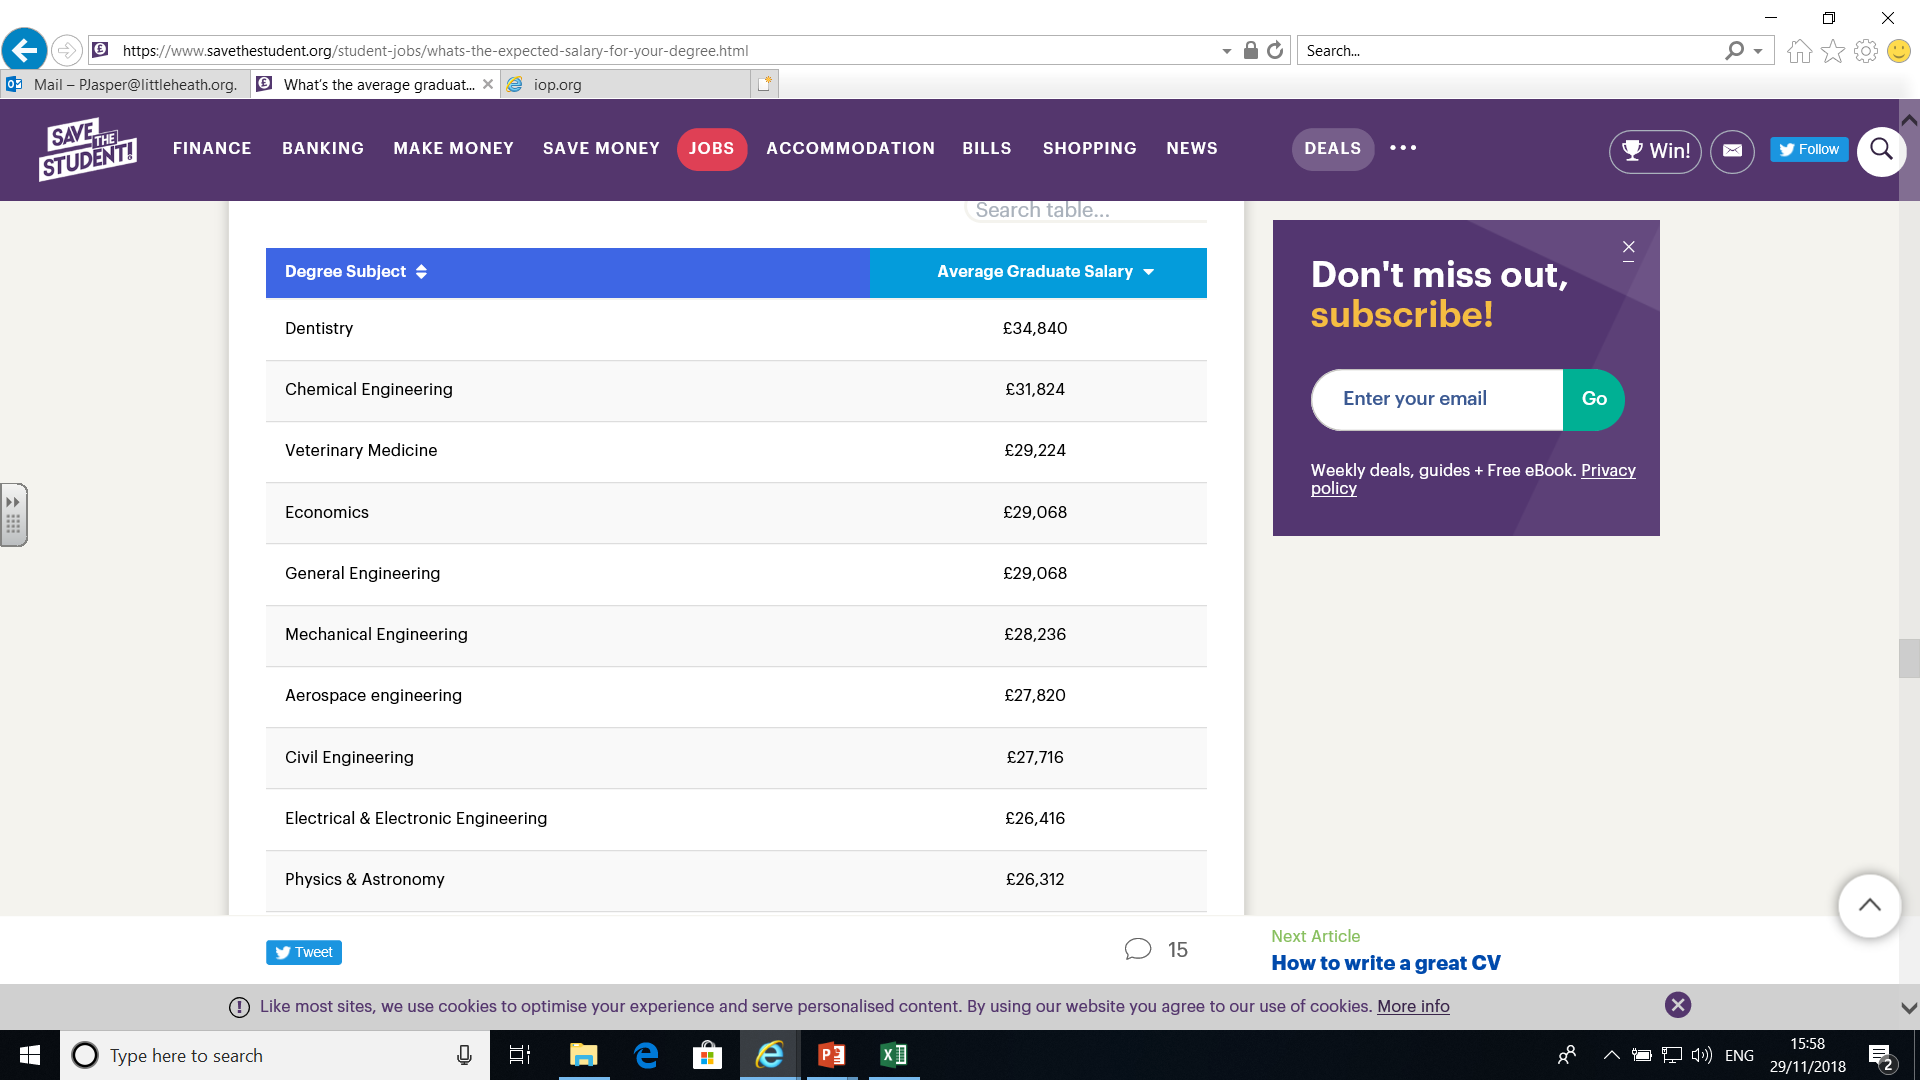 https://www.savethestudent.org/student-jobs/whats-the-expected-salary-for-your-degree.html
Search...
Mail – PJasper@littleheath.org.
What's the average graduat...
iop.org
SAVE THE STUDENT!
FINANCE BANKING MAKE MONEY SAVE MONEY JOBS ACCOMMODATION BILLS SHOPPING NEWS DEALS •••
Win!
Follow
Search table...
Degree Subject Average Graduate Salary
Dentistry £34,840
Chemical Engineering £31,824
Veterinary Medicine £29,224
Economics £29,068
General Engineering £29,068
Mechanical Engineering £28,236
Aerospace engineering £27,820
Civil Engineering £27,716
Electrical & Electronic Engineering £26,416
Physics & Astronomy £26,312
Don't miss out,
subscribe!
Enter your email Go
Weekly deals, guides + Free eBook. Privacy
policy
Tweet
15
Next Article
How to write a great CV
Like most sites, we use cookies to optimise your experience and serve personalised content. By using our website you agree to our use of cookies. More info
Type here to search
ENG
15:58
29/11/2018
2